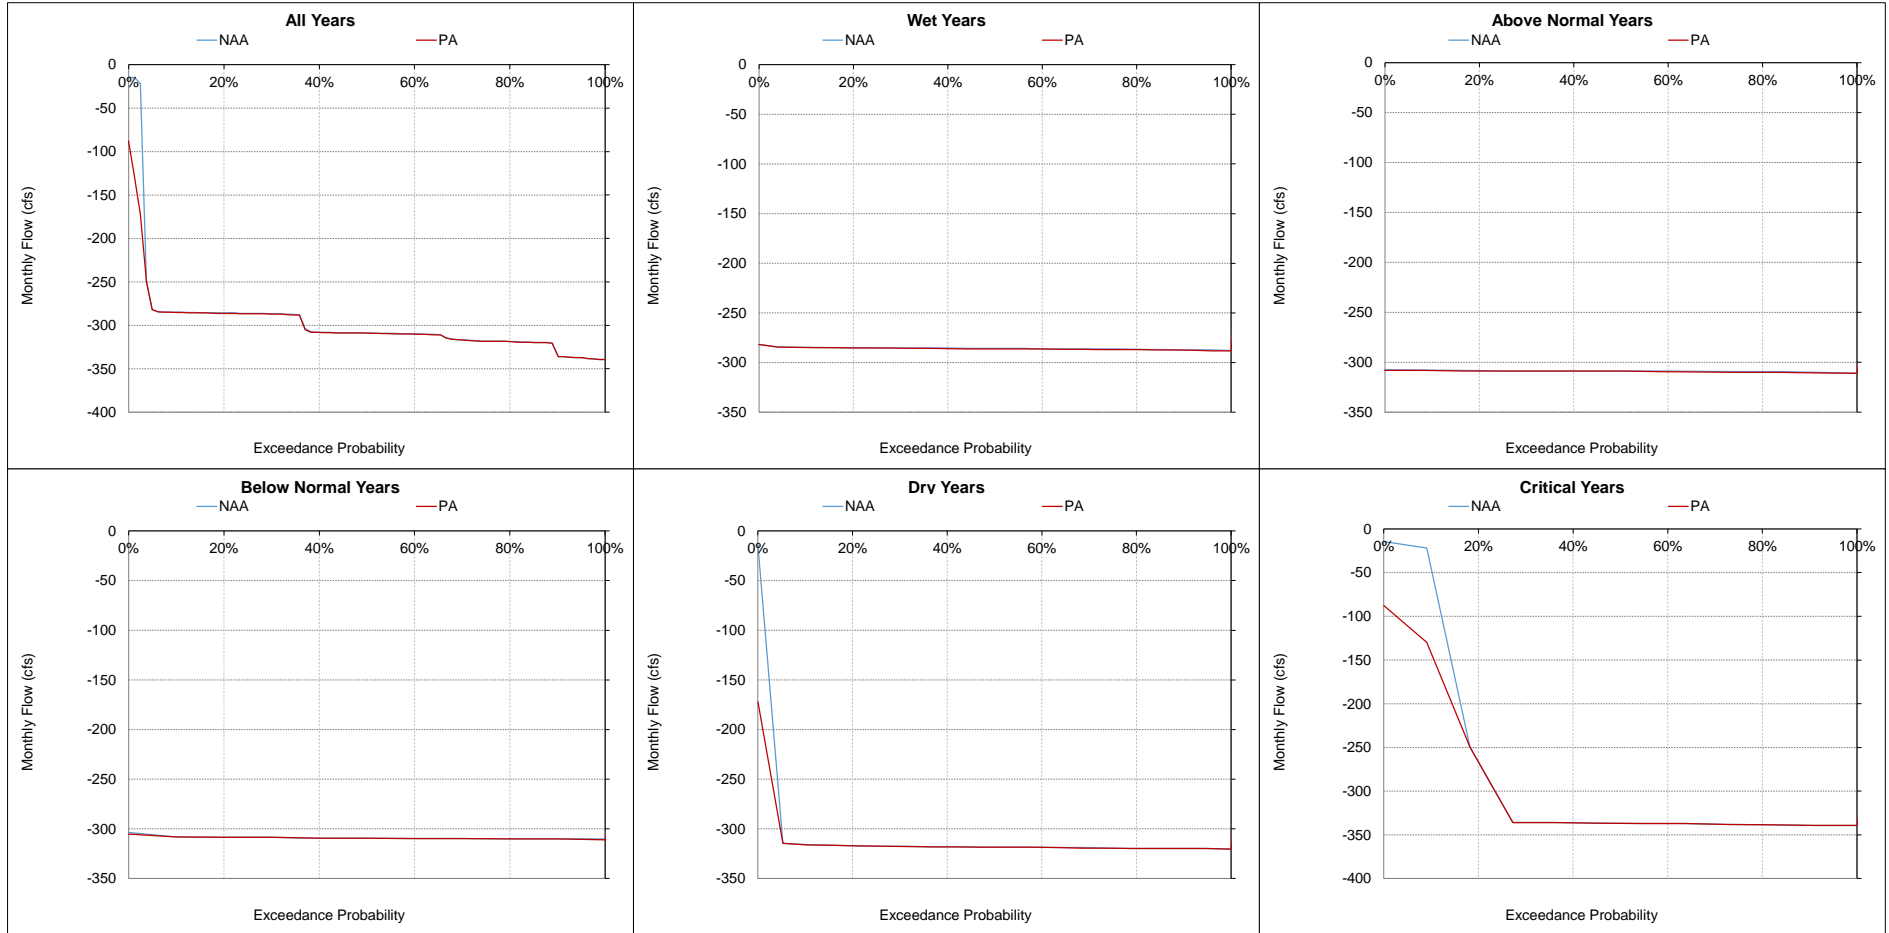 All Years
NAA PA
0
0% 20% 40% 60% 80% 100%
-50
-100
-150
-200
-250
-300
-350
-400
Monthly Flow (cfs)
Exceedance Probability
Wet Years
NAA PA
0
0% 20% 40% 60% 80% 100%
-50
-100
-150
-200
-250
-300
-350
Monthly Flow (cfs)
Exceedance Probability
Above Normal Years
NAA PA
0
0% 20% 40% 60% 80% 100%
-50
-100
-150
-200
-250
-300
-350
Monthly Flow (cfs)
Exceedance Probability
Below Normal Years
NAA PA
0
0% 20% 40% 60% 80% 100%
-50
-100
-150
-200
-250
-300
-350
Monthly Flow (cfs)
Exceedance Probability
Dry Years
NAA PA
0
0% 20% 40% 60% 80% 100%
-50
-100
-150
-200
-250
-300
-350
Monthly Flow (cfs)
Exceedance Probability
Critical Years
NAA PA
0
0% 20% 40% 60% 80% 100%
-50
-100
-150
-200
-250
-300
-350
-400
Monthly Flow (cfs)
Exceedance Probability